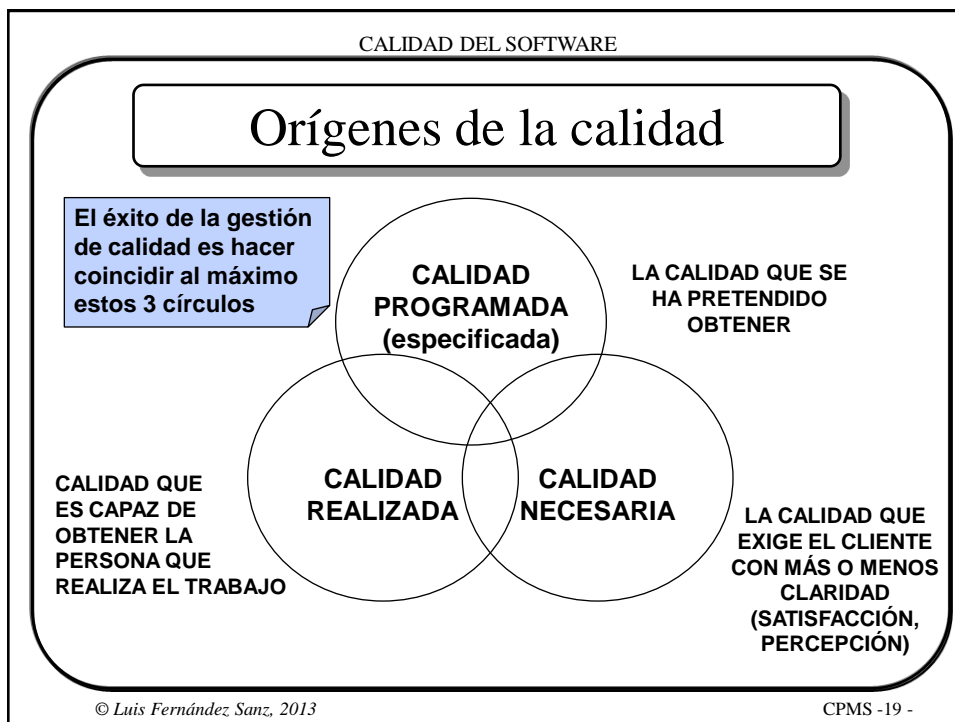 CALIDAD DEL SOFTWARE
Orígenes de la calidad
El éxito de la gestión
de calidad es hacer
coincidir al máximo
estos 3 círculos
CALIDAD
PROGRAMADA
(especificada)
LA CALIDAD QUE SE
HA PRETENDIDO
OBTENER
CALIDAD QUE
ES CAPAZ DE
OBTENER LA
PERSONA QUE
REALIZA EL TRABAJO
CALIDAD
REALIZADA
CALIDAD
NECESARIA
LA CALIDAD QUE
EXIGE EL CLIENTE
CON MÁS O MENOS
CLARIDAD
(SATISFACCIÓN,
PERCEPCIÓN)
© Luis Fernández Sanz, 2013
CPMS -19 -